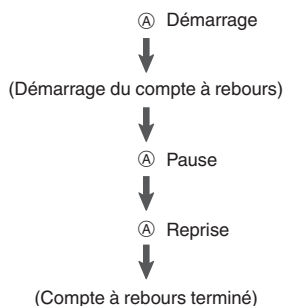 Ⓐ Démarrage
(Démarrage du compte à rebours)
Ⓐ Pause
Ⓐ Reprise
(Compte à rebours terminé)